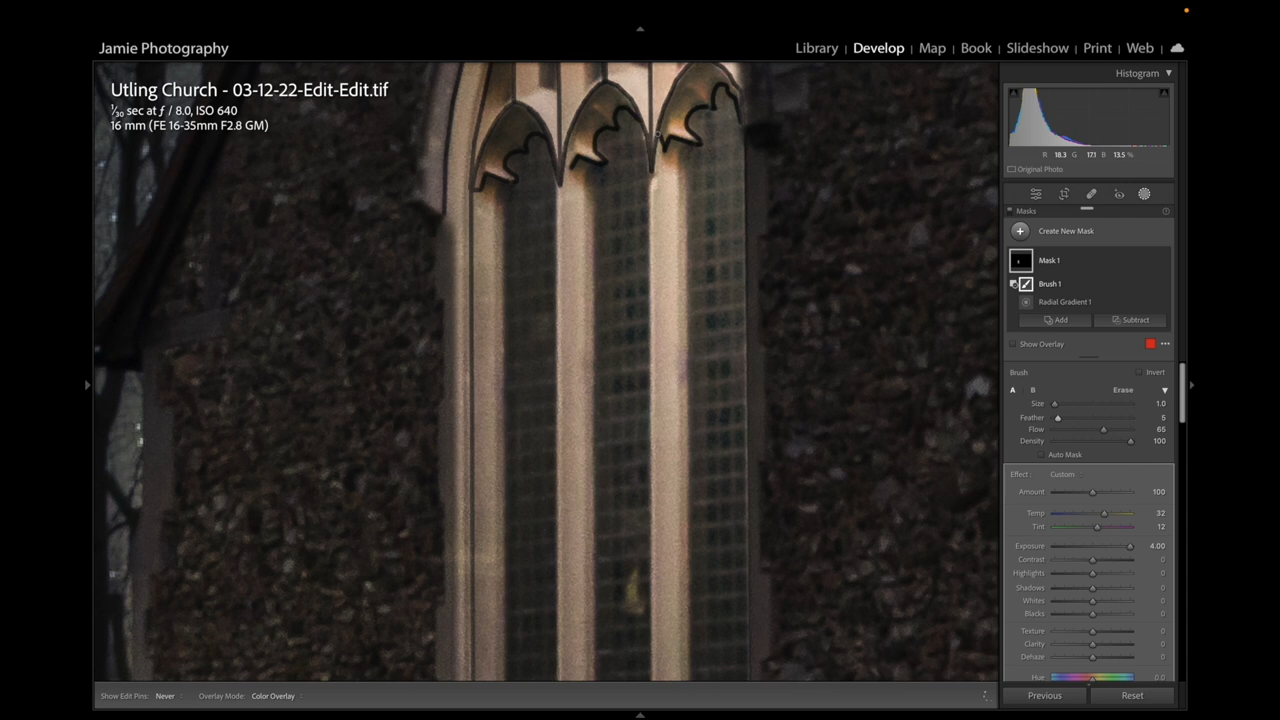 Jamie Photography
Library | Develop | Map | Book | Slideshow | Print | Web
Utling Church - 03-12-22-Edit-Edit.tif
1/30 sec at ƒ / 8.0, ISO 640
16 mm (FE 16-35mm F2.8 GM)
Histogram
R 18.3 G 17.1 B 13.5 %
Original Photo
Masks
Create New Mask
Mask 1
Brush 1
Radial Gradient 1
Add Subtract
Show Overlay
Brush Invert
A B Erase
Size 1.0
Feather 5
Flow 65
Density 100
Auto Mask
Effect : Custom
Amount 100
Temp 32
Tint 12
Exposure 4.00
Contrast 0
Highlights 0
Shadows 0
Whites 0
Blacks 0
Texture 0
Clarity 0
Dehaze 0
Hue 0.0
Show Edit Pins: Never Overlay Mode: Color Overlay
Previous Reset